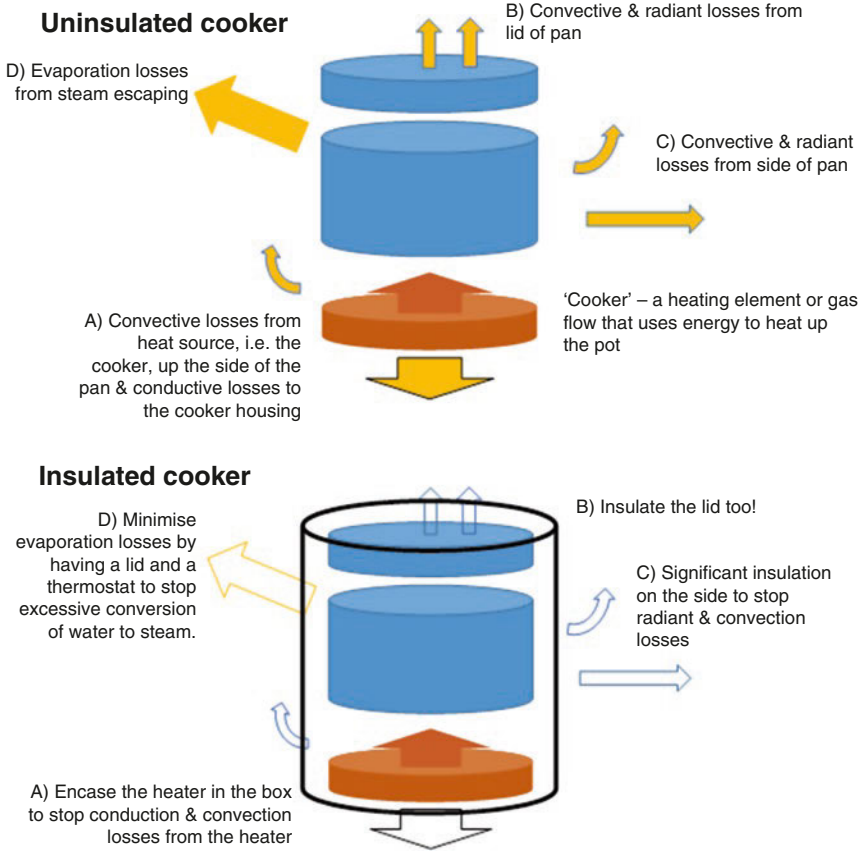 Uninsulated cooker
B) Convective & radiant losses from
lid of pan
D) Evaporation losses
from steam escaping
C) Convective & radiant
losses from side of pan
'Cooker' – a heating element or gas
flow that uses energy to heat up
the pot
A) Convective losses from
heat source, i.e. the
cooker, up the side of the
pan & conductive losses to
the cooker housing
Insulated cooker
B) Insulate the lid too!
D) Minimise
evaporation losses by
having a lid and a
thermostat to stop
excessive conversion
of water to steam.
C) Significant insulation
on the side to stop
radiant & convection
losses
A) Encase the heater in the box
to stop conduction & convection
losses from the heater